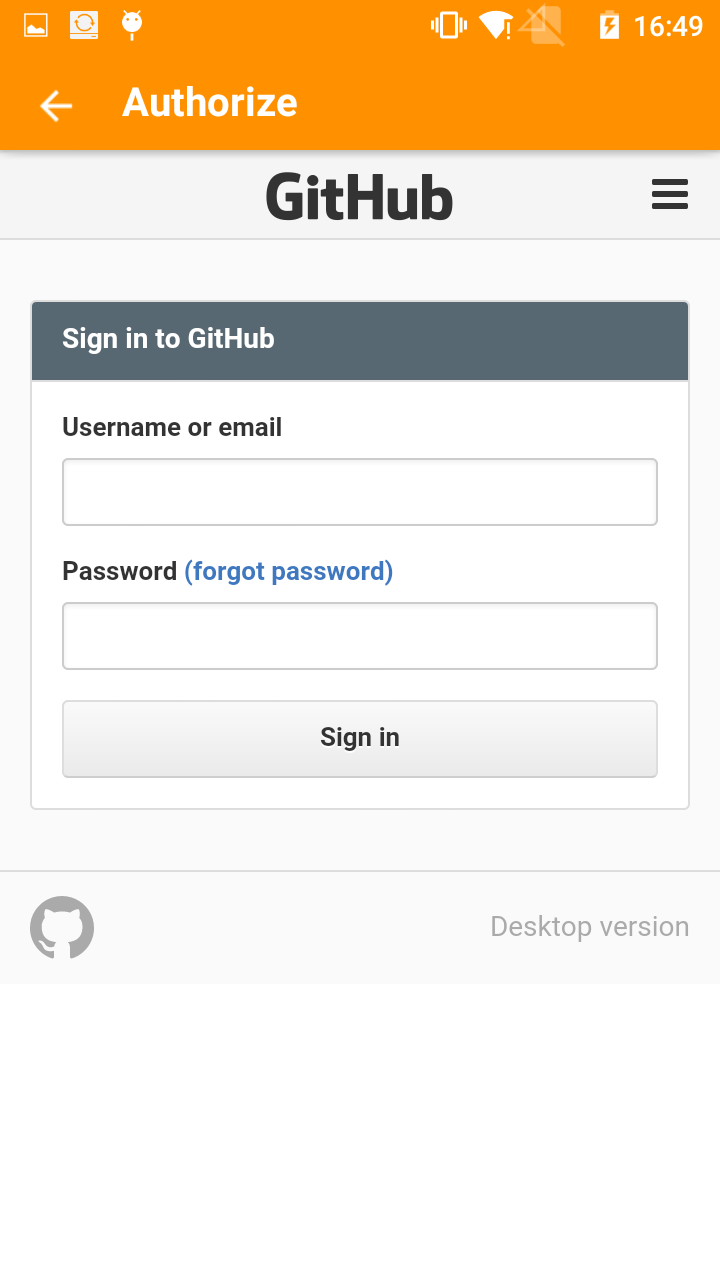 16:49
Authorize
GitHub
Sign in to GitHub
Username or email
Password (forgot password)
Sign in
Desktop version